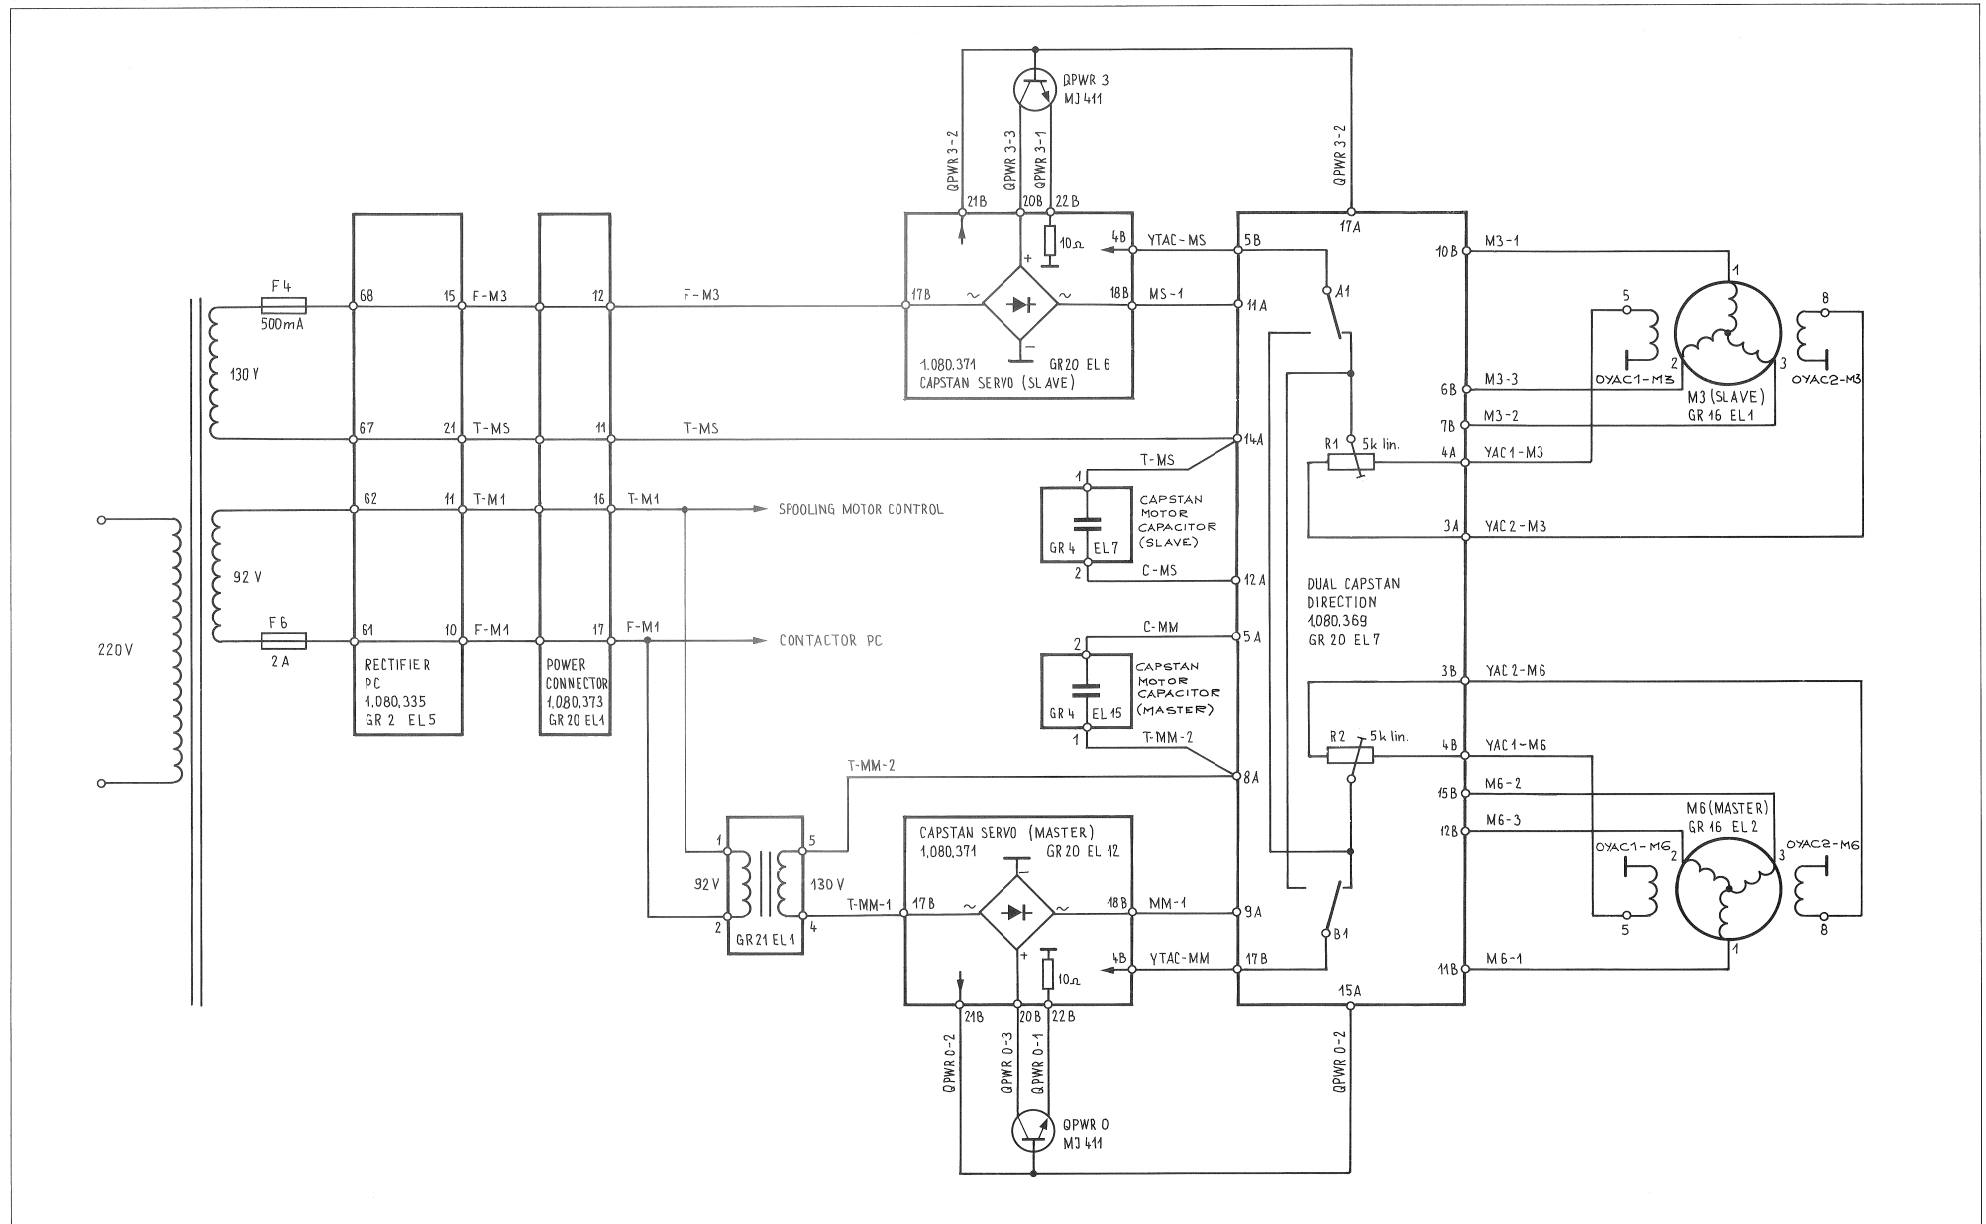 QPWR 3
MJ 411
QPWR 3-2
QPWR 3-3
QPWR 3-1
QPWR 3-2
21B
20B
22B
17A
10Ω
4B
YTAC-MS
5B
10B
M3-1
1
+
A1
F4
500mA
68
15
F-M3
12
F-M3
17B
~
~
18B
MS-1
11A
5
8
−
130 V
1.080.371
GR20 EL6
CAPSTAN SERVO (SLAVE)
2
3
OYAC1-M3
OYAC2-M3
6B
M3-3
M3 (SLAVE)
GR 16 EL1
7B
M3-2
67
21
T-MS
11
T-MS
14A
R1
5k lin.
4A
YAC1-M3
T-MS
1
62
11
T-M1
16
T-M1
SPOOLING MOTOR CONTROL
CAPSTAN
MOTOR
CAPACITOR
(SLAVE)
GR 4
EL7
2
C-MS
12A
3A
YAC2-M3
92 V
DUAL CAPSTAN
DIRECTION
1.080.369
GR 20 EL7
220V
F6
2A
61
10
F-M1
17
F-M1
CONTACTOR PC
C-MM
5A
2
RECTIFIER
PC
1.080.335
GR 2 EL5
POWER
CONNECTOR
1.080.373
GR 20 EL1
CAPSTAN
MOTOR
CAPACITOR
(MASTER)
GR 4
EL15
1
T-MM-2
3B
YAC2-M6
R2
5k lin.
4B
YAC1-M6
T-MM-2
8A
15B
M6-2
12B
M6-3
M6 (MASTER)
GR 16 EL2
1
5
92V
130 V
2
4
GR21 EL1
T-MM-1
CAPSTAN SERVO (MASTER)
1.080.371
GR20 EL12
−
17B
~
~
18B
MM-1
9A
+
10Ω
4B
YTAC-MM
17B
B1
OYAC1-M6
2
3
OYAC2-M6
5
8
11B
M6-1
1
15A
21B
20B
22B
QPWR 0-2
QPWR 0-3
QPWR 0-1
QPWR 0-2
QPWR 0
MJ 411